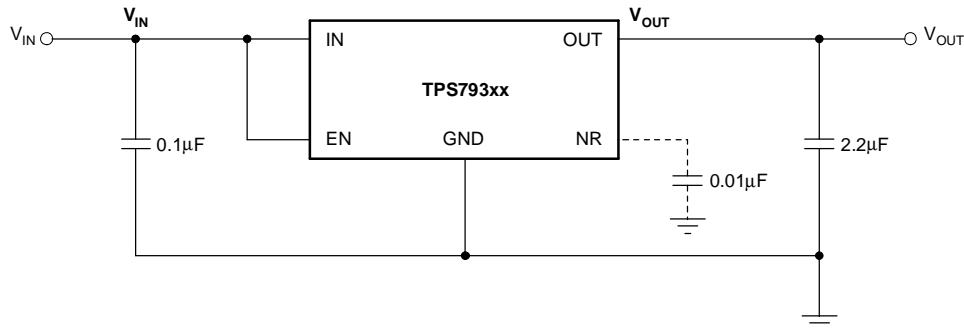 V_IN
V_OUT
V_IN
IN
OUT
V_OUT
TPS793xx
0.1μF
EN
GND
NR
2.2μF
0.01μF